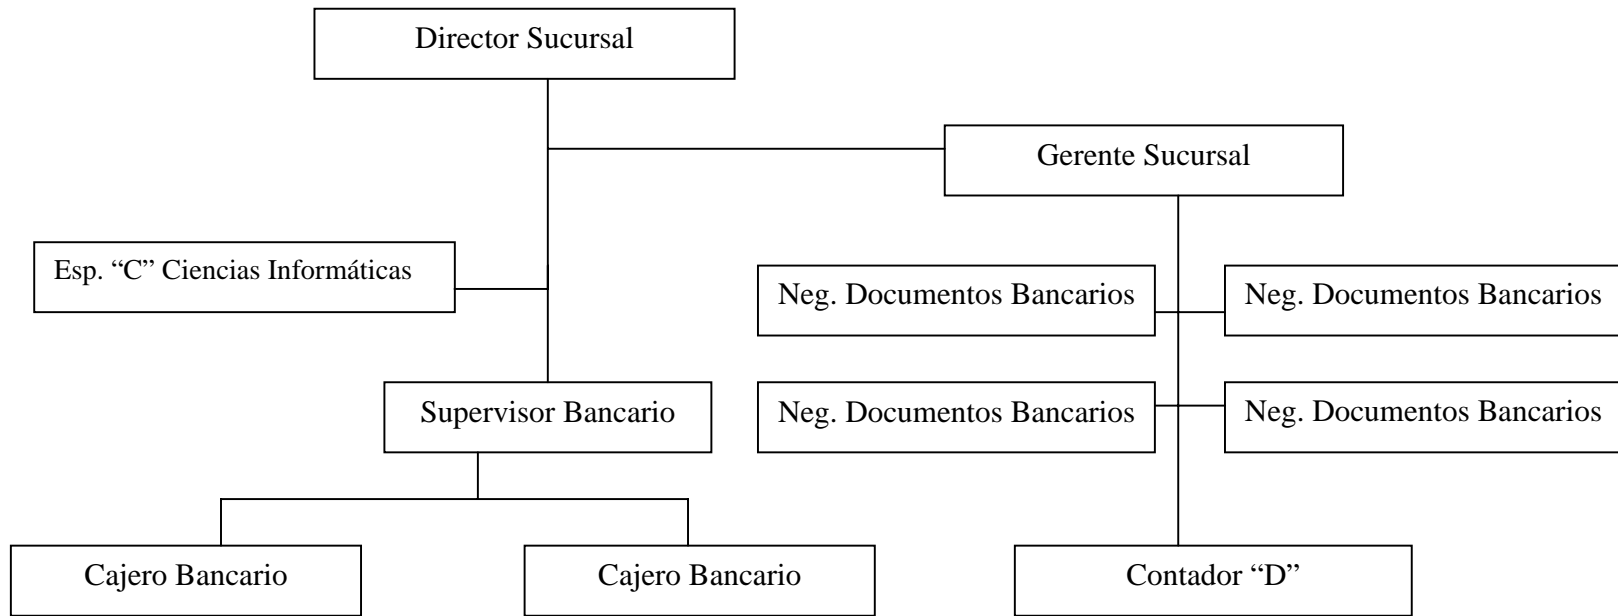 Director Sucursal
Gerente Sucursal
Esp. “C” Ciencias Informáticas
Neg. Documentos Bancarios
Neg. Documentos Bancarios
Supervisor Bancario
Neg. Documentos Bancarios
Neg. Documentos Bancarios
Cajero Bancario
Cajero Bancario
Contador “D”